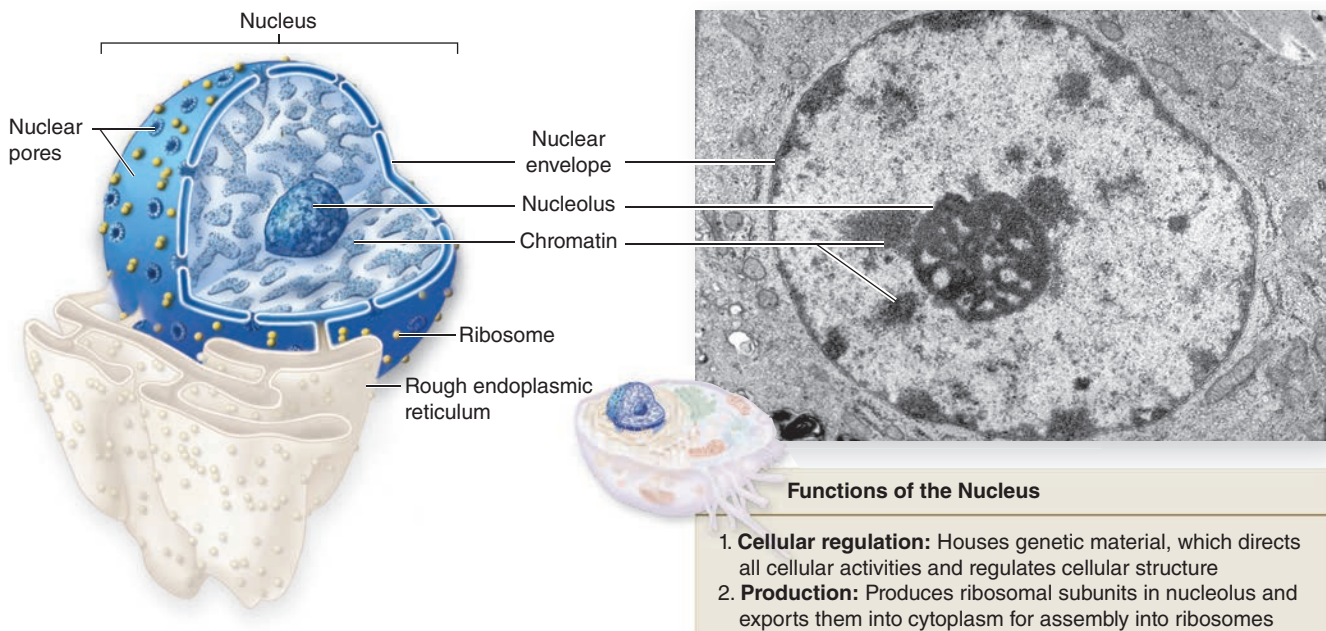 Nucleus
Nuclear
pores
Nuclear
envelope
Nucleolus
Chromatin
Ribosome
Rough endoplasmic
reticulum
Functions of the Nucleus
1. Cellular regulation: Houses genetic material, which directs
all cellular activities and regulates cellular structure
2. Production: Produces ribosomal subunits in nucleolus and
exports them into cytoplasm for assembly into ribosomes